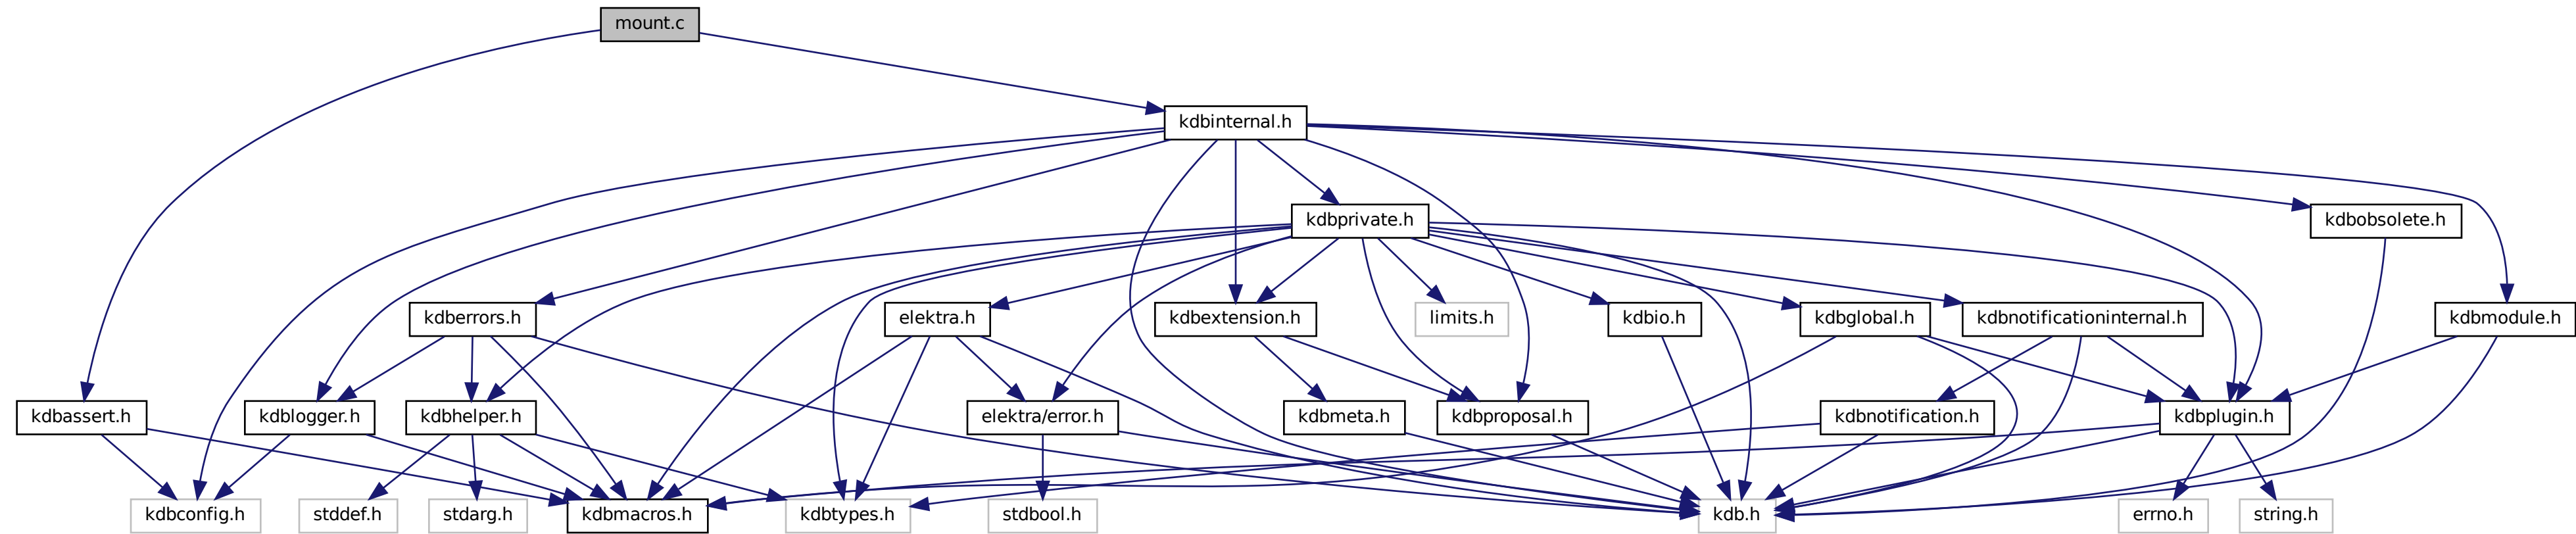 mount.c
kdbinternal.h
kdbprivate.h
kdbobsolete.h
kdberrors.h
elektra.h
kdbextension.h
limits.h
kdbio.h
kdbglobal.h
kdbnotificationinternal.h
kdbmodule.h
kdbassert.h
kdblogger.h
kdbhelper.h
elektra/error.h
kdbmeta.h
kdbproposal.h
kdbnotification.h
kdbplugin.h
kdbconfig.h
stddef.h
stdarg.h
kdbmacros.h
kdbtypes.h
stdbool.h
kdb.h
errno.h
string.h